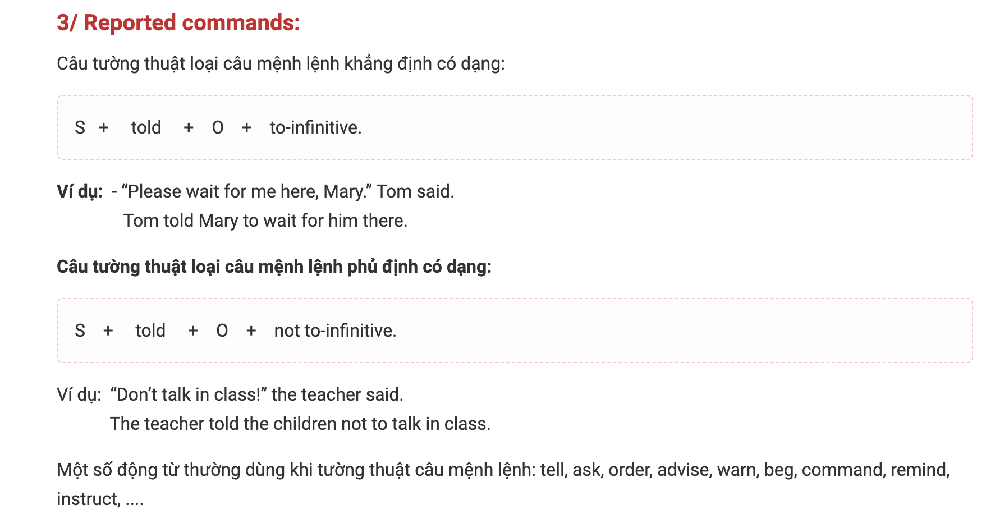 3/ Reported commands:
Câu tường thuật loại câu mệnh lệnh khẳng định có dạng:
S + told + O + to-infinitive.
Ví dụ: - “Please wait for me here, Mary.” Tom said.
Tom told Mary to wait for him there.
Câu tường thuật loại câu mệnh lệnh phủ định có dạng:
S + told + O + not to-infinitive.
Ví dụ: “Don’t talk in class!” the teacher said.
The teacher told the children not to talk in class.
Một số động từ thường dùng khi tường thuật câu mệnh lệnh: tell, ask, order, advise, warn, beg, command, remind,
instruct, ....